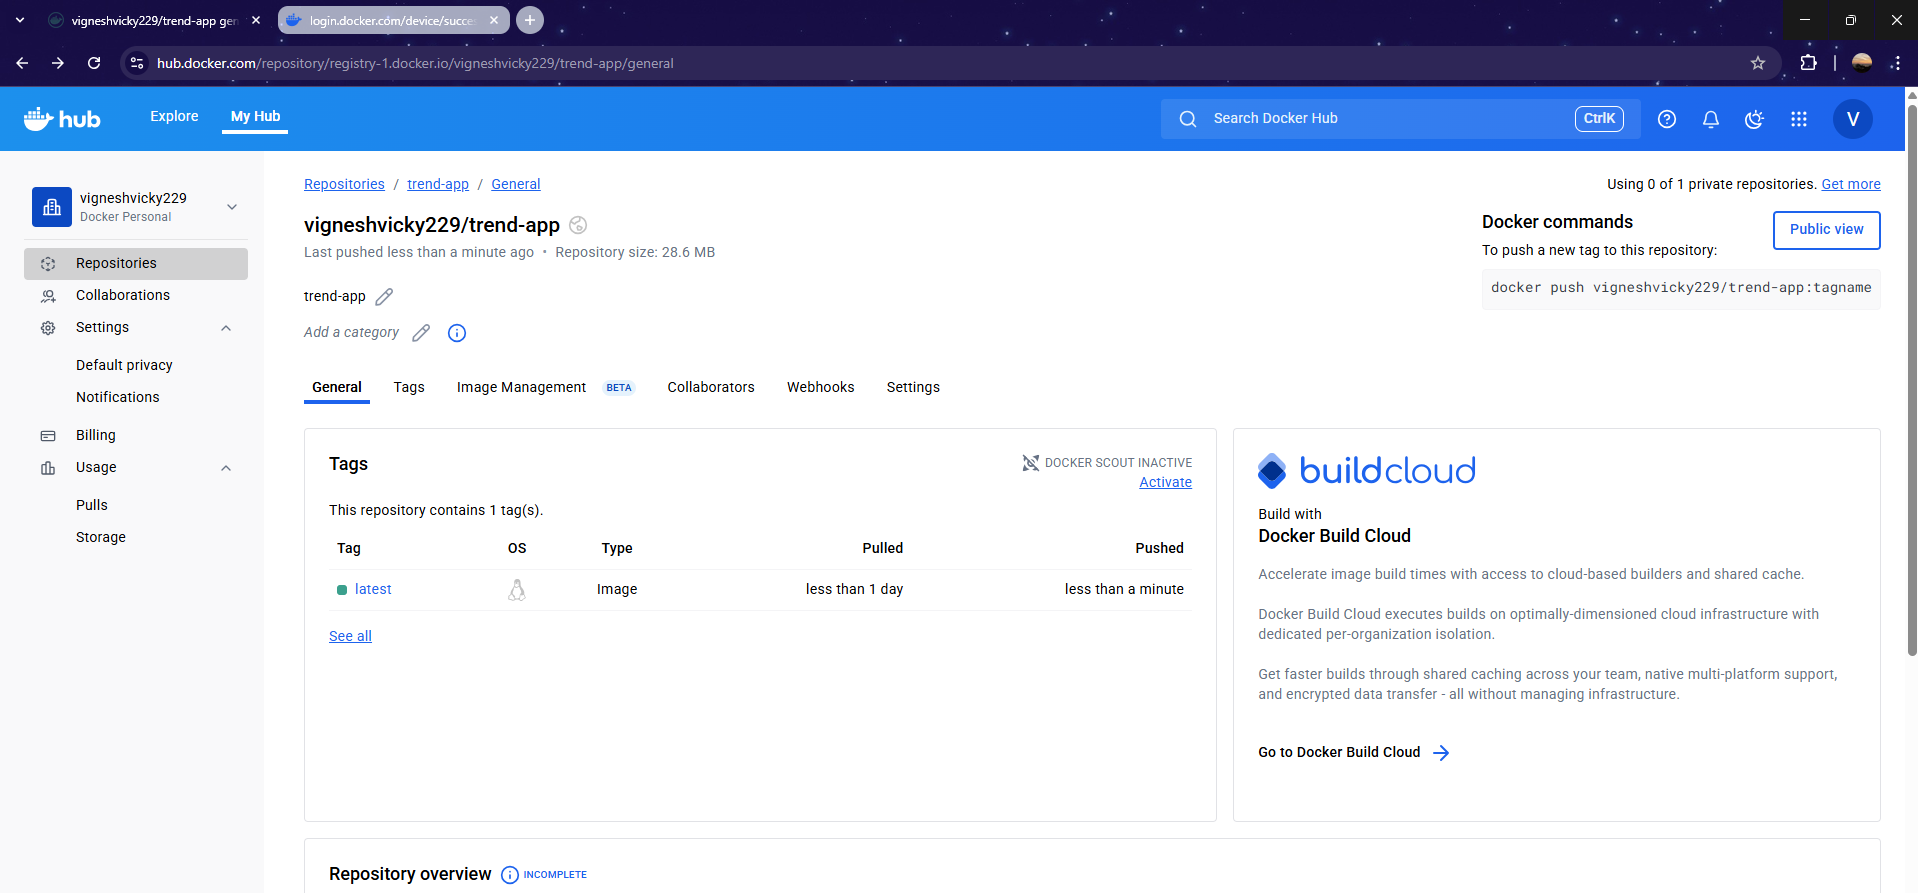 vigneshvicky229/trend-app gen
login.docker.com/device/succe
hub.docker.com/repository/registry-1.docker.io/vigneshvicky229/trend-app/general
hub
Explore
My Hub
Search Docker Hub
CtrlK
V
vigneshvicky229
Docker Personal
Repositories
Collaborations
Settings
Default privacy
Notifications
Billing
Usage
Pulls
Storage
Repositories / trend-app / General
Using 0 of 1 private repositories. Get more
vigneshvicky229/trend-app
Last pushed less than a minute ago • Repository size: 28.6 MB
trend-app
Add a category
Docker commands
Public view
To push a new tag to this repository:
docker push vigneshvicky229/trend-app:tagname
General
Tags
Image Management BETA
Collaborators
Webhooks
Settings
Tags
DOCKER SCOUT INACTIVE
Activate
This repository contains 1 tag(s).
Tag OS Type Pulled Pushed
latest Image less than 1 day less than a minute
See all
buildcloud
Build with
Docker Build Cloud
Accelerate image build times with access to cloud-based builders and shared cache.
Docker Build Cloud executes builds on optimally-dimensioned cloud infrastructure with
dedicated per-organization isolation.
Get faster builds through shared caching across your team, native multi-platform support,
and encrypted data transfer - all without managing infrastructure.
Go to Docker Build Cloud
Repository overview INCOMPLETE